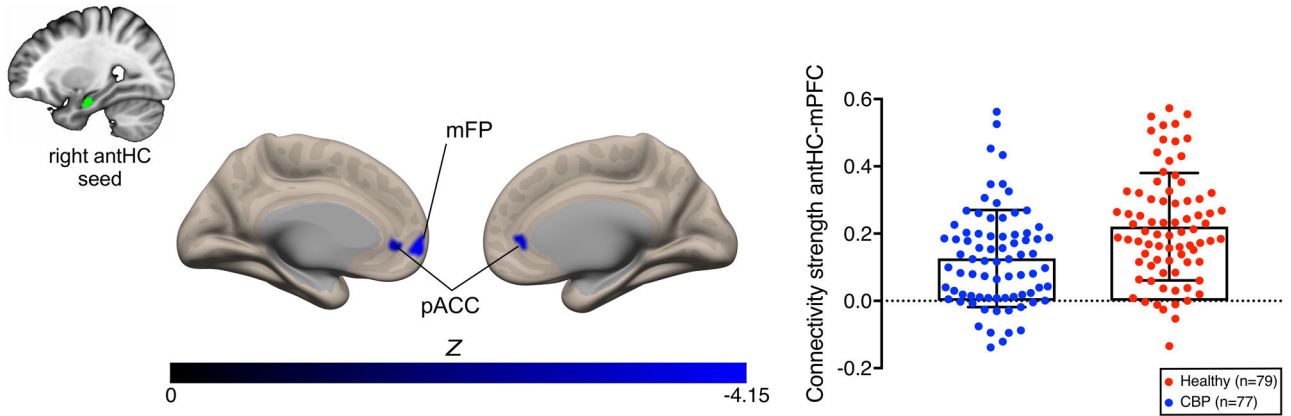 right antHC
seed
mFP
pACC
z
0
-4.15
Connectivity strength antHC-mPFC
0.6
0.4
0.2
0.0
-0.2
Healthy (n=79)
CBP (n=77)